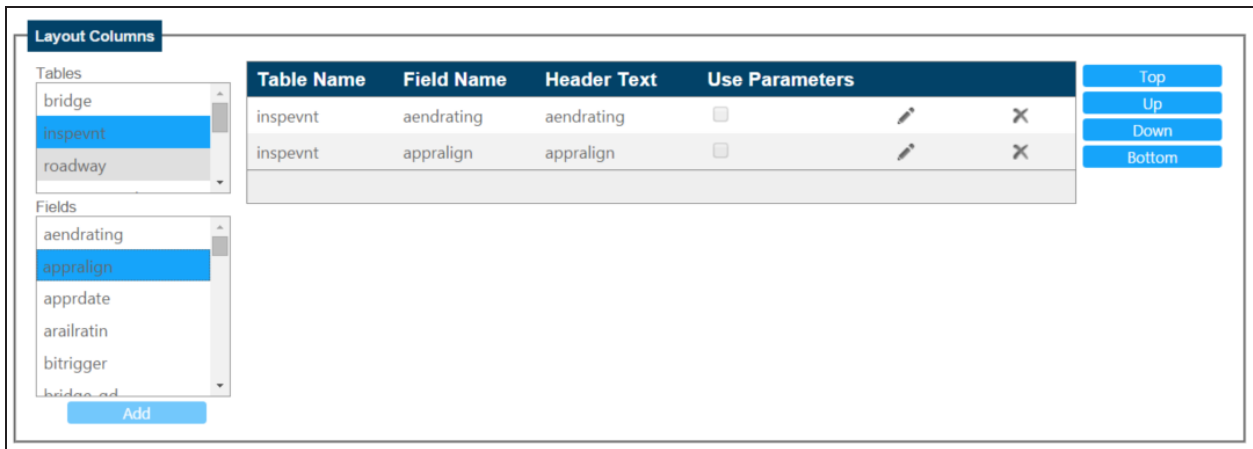 Layout Columns
Tables
bridge
inspevnt
roadway
Fields
aendrating
appralign
apprdate
arailratin
bitrigger
bridge_gd
Add
Table Name Field Name Header Text Use Parameters
inspevnt aendrating aendrating
inspevnt appralign appralign
Top
Up
Down
Bottom